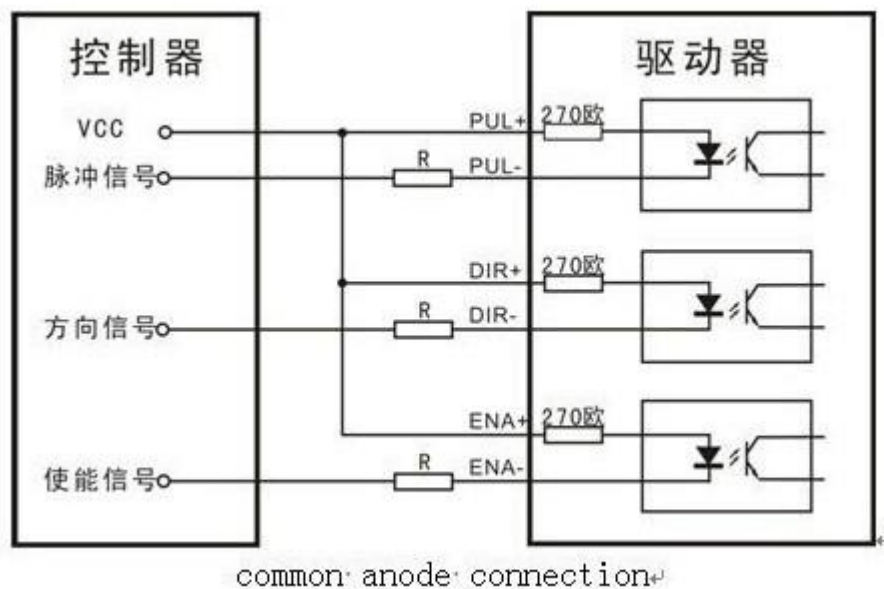 控制器
驱动器
VCC
PUL+
270欧
脉冲信号
R
PUL-
DIR+
270欧
方向信号
R
DIR-
ENA+
270欧
使能信号
R
ENA-
common anode connection